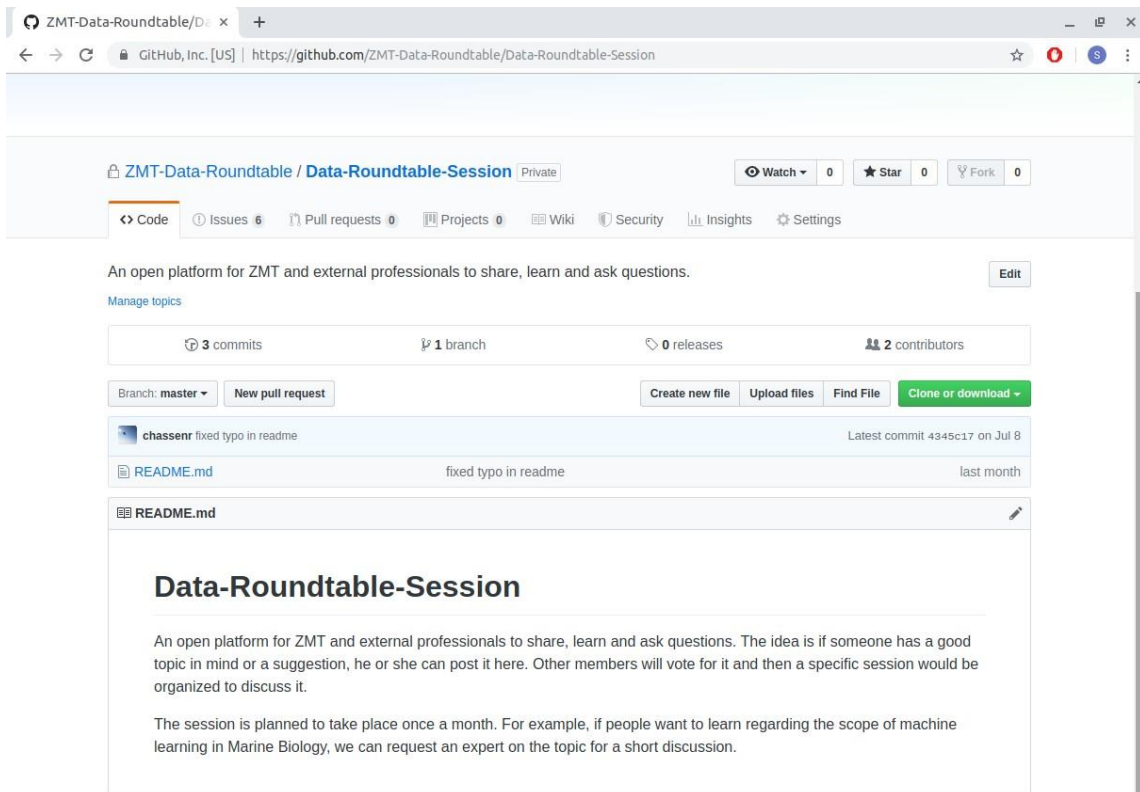 ZMT-Data-Roundtable/Da
GitHub, Inc. [US] | https://github.com/ZMT-Data-Roundtable/Data-Roundtable-Session
S
ZMT-Data-Roundtable / Data-Roundtable-Session Private
Watch 0 Star 0 Fork 0
Code Issues 6 Pull requests 0 Projects 0 Wiki Security Insights Settings
An open platform for ZMT and external professionals to share, learn and ask questions. Edit
Manage topics
3 commits 1 branch 0 releases 2 contributors
Branch: master New pull request Create new file Upload files Find File Clone or download
chassenr fixed typo in readme Latest commit 4345c17 on Jul 8
README.md fixed typo in readme last month
README.md
Data-Roundtable-Session
An open platform for ZMT and external professionals to share, learn and ask questions. The idea is if someone has a good
topic in mind or a suggestion, he or she can post it here. Other members will vote for it and then a specific session would be
organized to discuss it.
The session is planned to take place once a month. For example, if people want to learn regarding the scope of machine
learning in Marine Biology, we can request an expert on the topic for a short discussion.